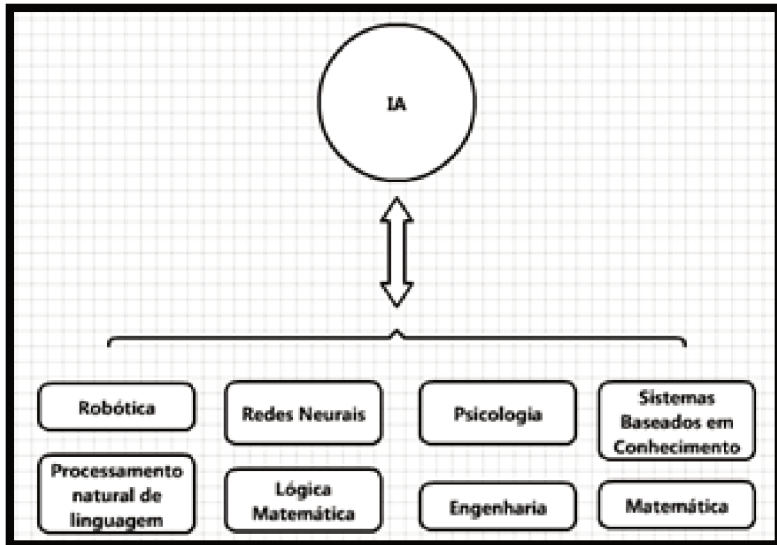 IA
Robótica
Redes Neurais
Psicologia
Sistemas
Baseados em
Conhecimento
Processamento
natural de
linguagem
Lógica
Matemática
Engenharia
Matemática